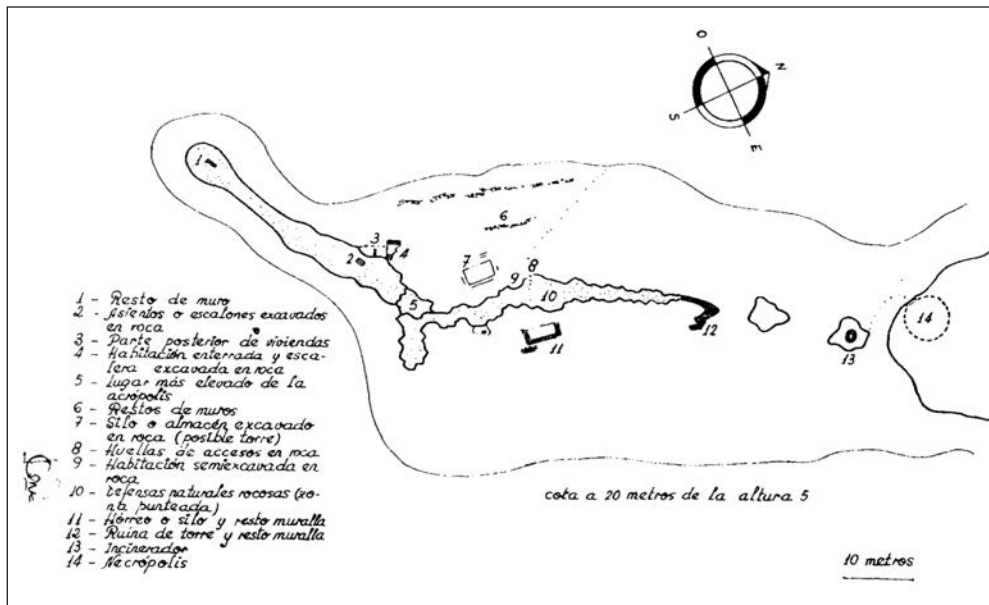 O
N
S
E
1
2
3
4
5
6
7
8
9
10
11
12
13
14
1 - Resto de muro
2 - Asientos o escalones excavados
en roca
3 - Parte posterior de viviendas
4 - Habitación enterrada y esca-
lera excavada en roca
5 - Lugar más elevado de la
acrópolis
6 - Restos de muros
7 - Silo o almacén excavado
en roca (posible torre)
8 - Huellas de accesos en roca
9 - Habitación semiexcavada en
roca
10 - Defensas naturales rocosas (zo-
na punteada)
11 - Hórreo o silo y resto muralla
12 - Ruina de torre y resto muralla
13 - Incinerador
14 - Necrópolis
cota a 20 metros de la altura 5
10 metros